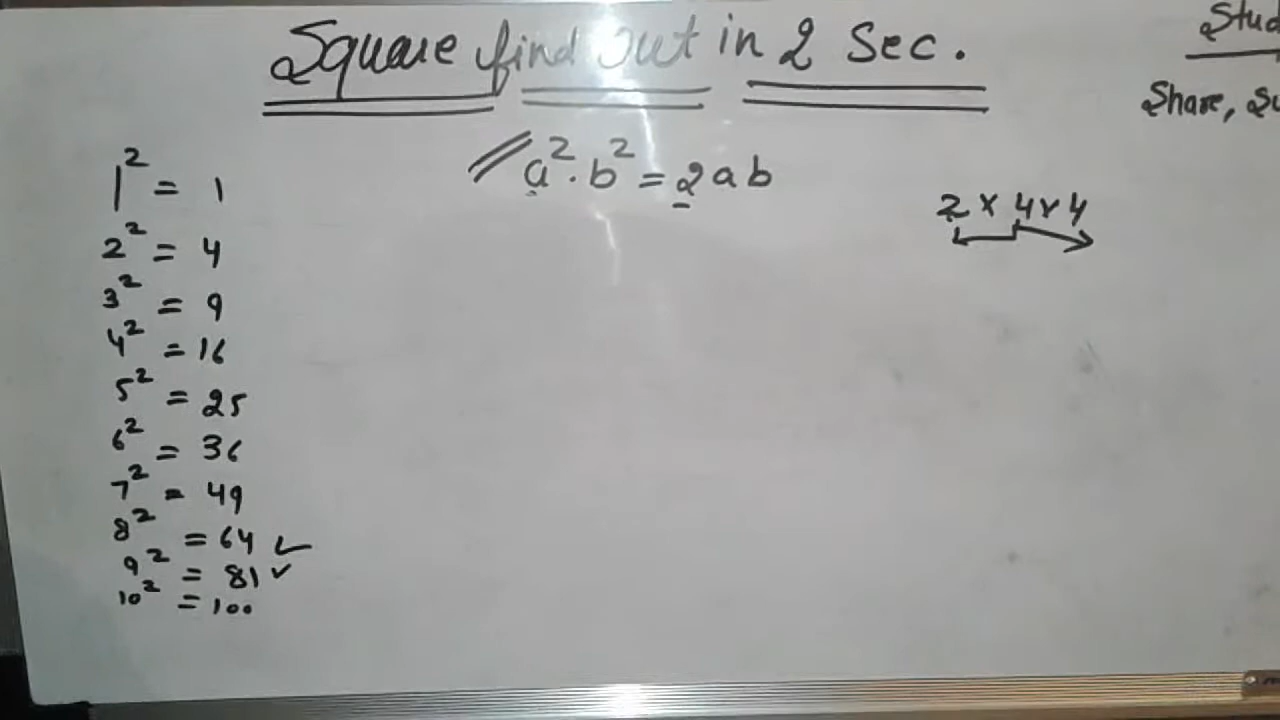 Square find out in 2 Sec.
Share,
a².b² = 2ab
2 × 4 × 4
1² = 1
2² = 4
3² = 9
4² = 16
5² = 25
6² = 36
7² = 49
8² = 64 ✓
9² = 81 ✓
10² = 100